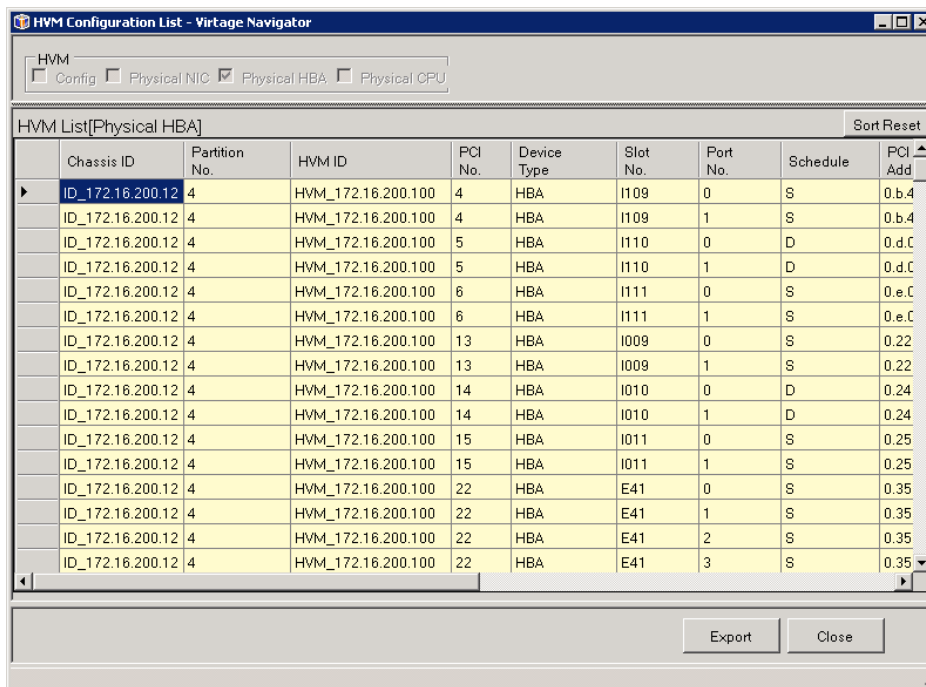 HVM Configuration List - Virtage Navigator
HVM
Config Physical NIC Physical HBA Physical CPU
HVM List[Physical HBA] Sort Reset
Chassis ID Partition No. HVM ID PCI No. Device Type Slot No. Port No. Schedule PCI Add
ID_172.16.200.12 4 HVM_172.16.200.100 4 HBA I109 0 S 0.b.4
ID_172.16.200.12 4 HVM_172.16.200.100 4 HBA I109 1 S 0.b.4
ID_172.16.200.12 4 HVM_172.16.200.100 5 HBA I110 0 D 0.d.0
ID_172.16.200.12 4 HVM_172.16.200.100 5 HBA I110 1 D 0.d.0
ID_172.16.200.12 4 HVM_172.16.200.100 6 HBA I111 0 S 0.e.0
ID_172.16.200.12 4 HVM_172.16.200.100 6 HBA I111 1 S 0.e.0
ID_172.16.200.12 4 HVM_172.16.200.100 13 HBA I009 0 S 0.22
ID_172.16.200.12 4 HVM_172.16.200.100 13 HBA I009 1 S 0.22
ID_172.16.200.12 4 HVM_172.16.200.100 14 HBA I010 0 D 0.24
ID_172.16.200.12 4 HVM_172.16.200.100 14 HBA I010 1 D 0.24
ID_172.16.200.12 4 HVM_172.16.200.100 15 HBA I011 0 S 0.25
ID_172.16.200.12 4 HVM_172.16.200.100 15 HBA I011 1 S 0.25
ID_172.16.200.12 4 HVM_172.16.200.100 22 HBA E41 0 S 0.35
ID_172.16.200.12 4 HVM_172.16.200.100 22 HBA E41 1 S 0.35
ID_172.16.200.12 4 HVM_172.16.200.100 22 HBA E41 2 S 0.35
ID_172.16.200.12 4 HVM_172.16.200.100 22 HBA E41 3 S 0.35
Export Close